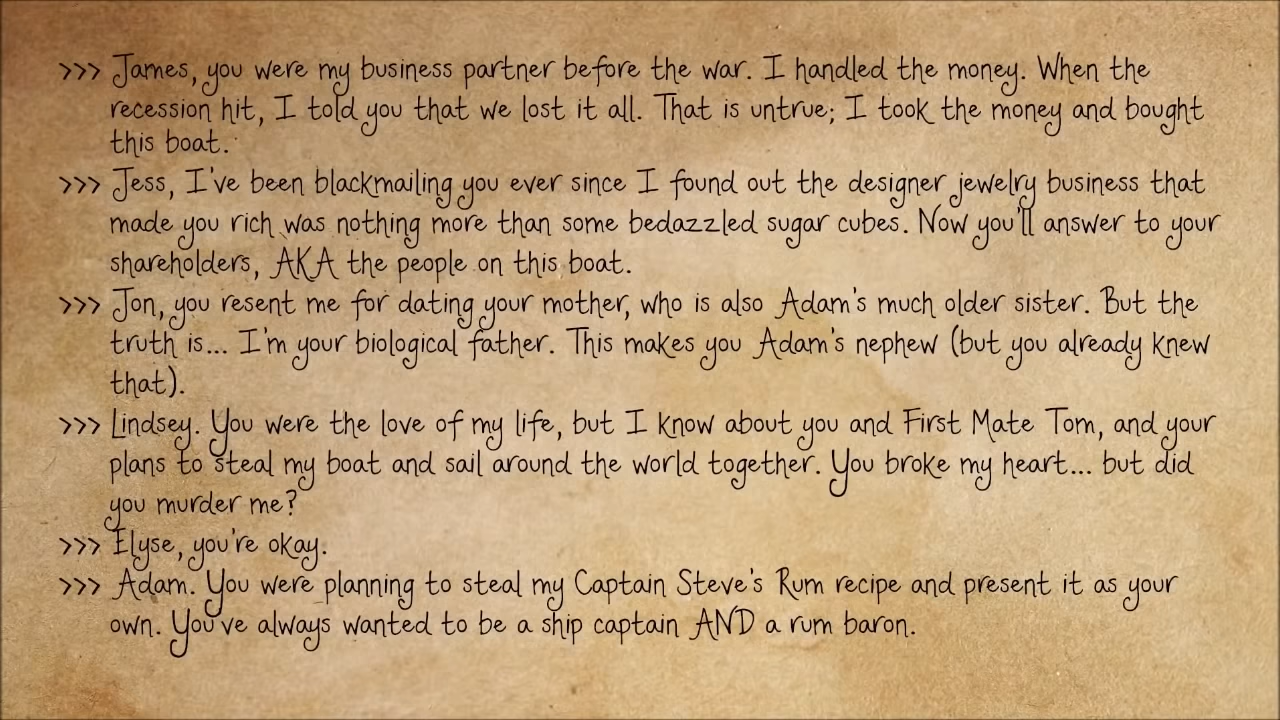 >>> James, you were my business partner before the war. I handled the money. When the
recession hit, I told you that we lost it all. That is untrue; I took the money and bought
this boat.
>>> Jess, I've been blackmailing you ever since I found out the designer jewelry business that
made you rich was nothing more than some bedazzled sugar cubes. Now you'll answer to your
shareholders, AKA the people on this boat.
>>> Jon, you resent me for dating your mother, who is also Adam's much older sister. But the
truth is... I'm your biological father. This makes you Adam's nephew (but you already knew
that).
>>> Lindsey. You were the love of my life, but I know about you and First Mate Tom, and your
plans to steal my boat and sail around the world together. You broke my heart... but did
you murder me?
>>> Elyse, you're okay.
>>> Adam. You were planning to steal my Captain Steve's Rum recipe and present it as your
own. You've always wanted to be a ship captain AND a rum baron.